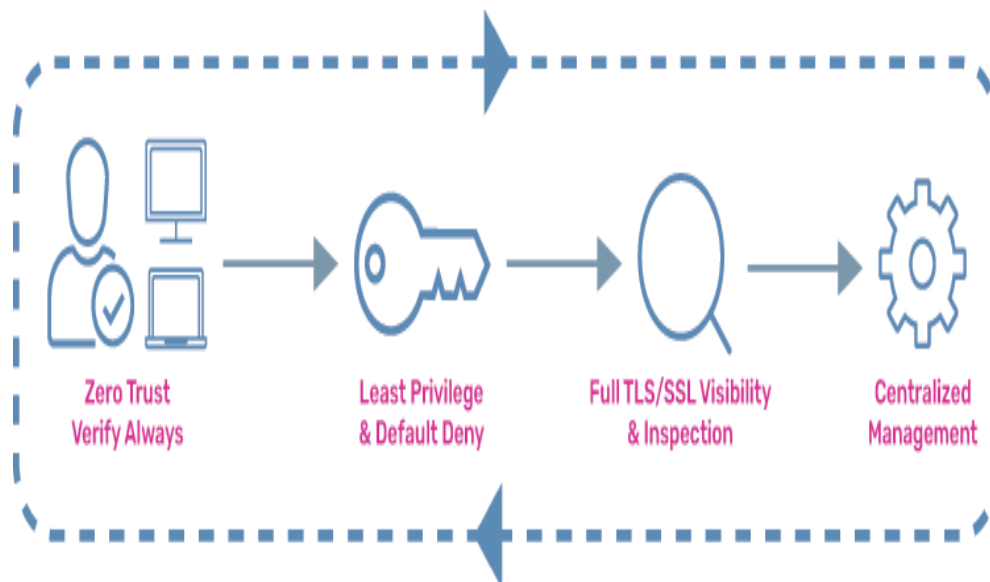 Zero Trust
Verify Always
Least Privilege
& Default Deny
Full TLS/SSL Visibility
& Inspection
Centralized
Management